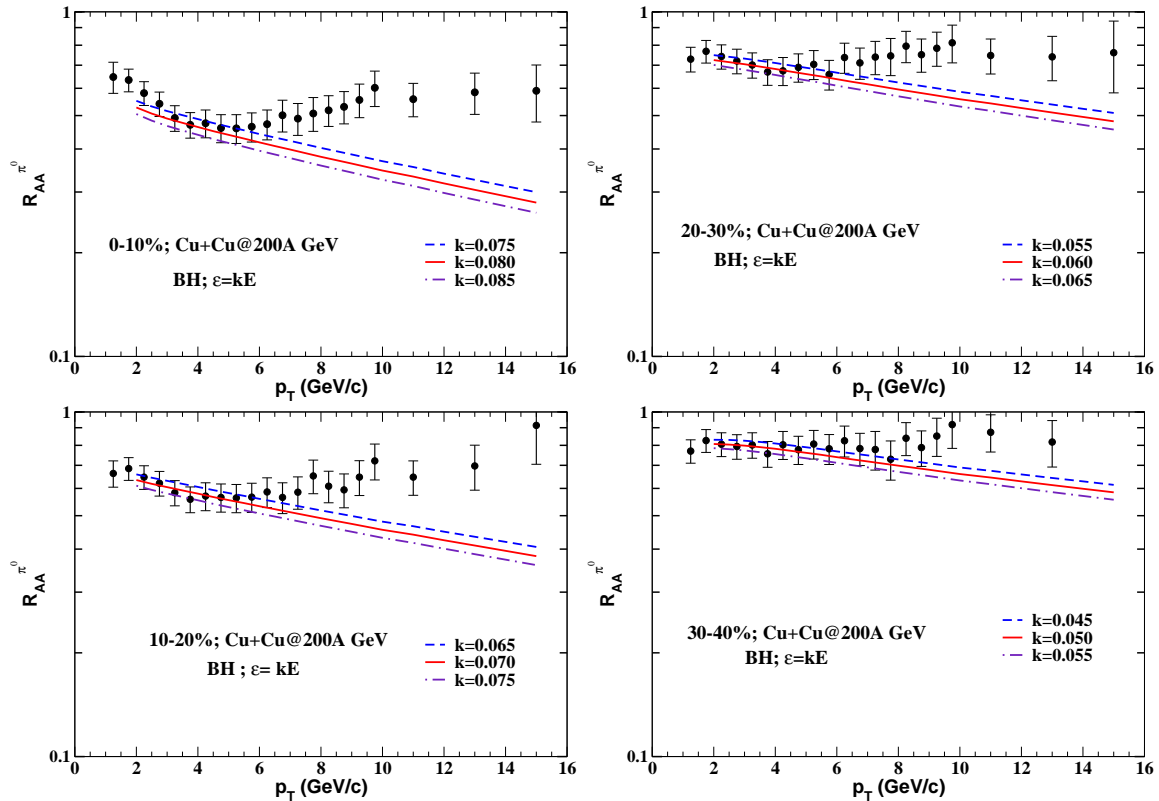 1
R_AA^π⁰
0-10%; Cu+Cu@200A GeV
BH; ε=kE
k=0.075
k=0.080
k=0.085
0.1
0 2 4 6 8 10 12 14 16
p_T (GeV/c)
1
R_AA^π⁰
20-30%; Cu+Cu@200A GeV
BH; ε=kE
k=0.055
k=0.060
k=0.065
0.1
0 2 4 6 8 10 12 14 16
p_T (GeV/c)
1
R_AA^π⁰
10-20%; Cu+Cu@200A GeV
BH ; ε= kE
k=0.065
k=0.070
k=0.075
0.1
0 2 4 6 8 10 12 14 16
p_T (GeV/c)
1
R_AA^π⁰
30-40%; Cu+Cu@200A GeV
BH; ε=kE
k=0.045
k=0.050
k=0.055
0.1
0 2 4 6 8 10 12 14 16
p_T (GeV/c)